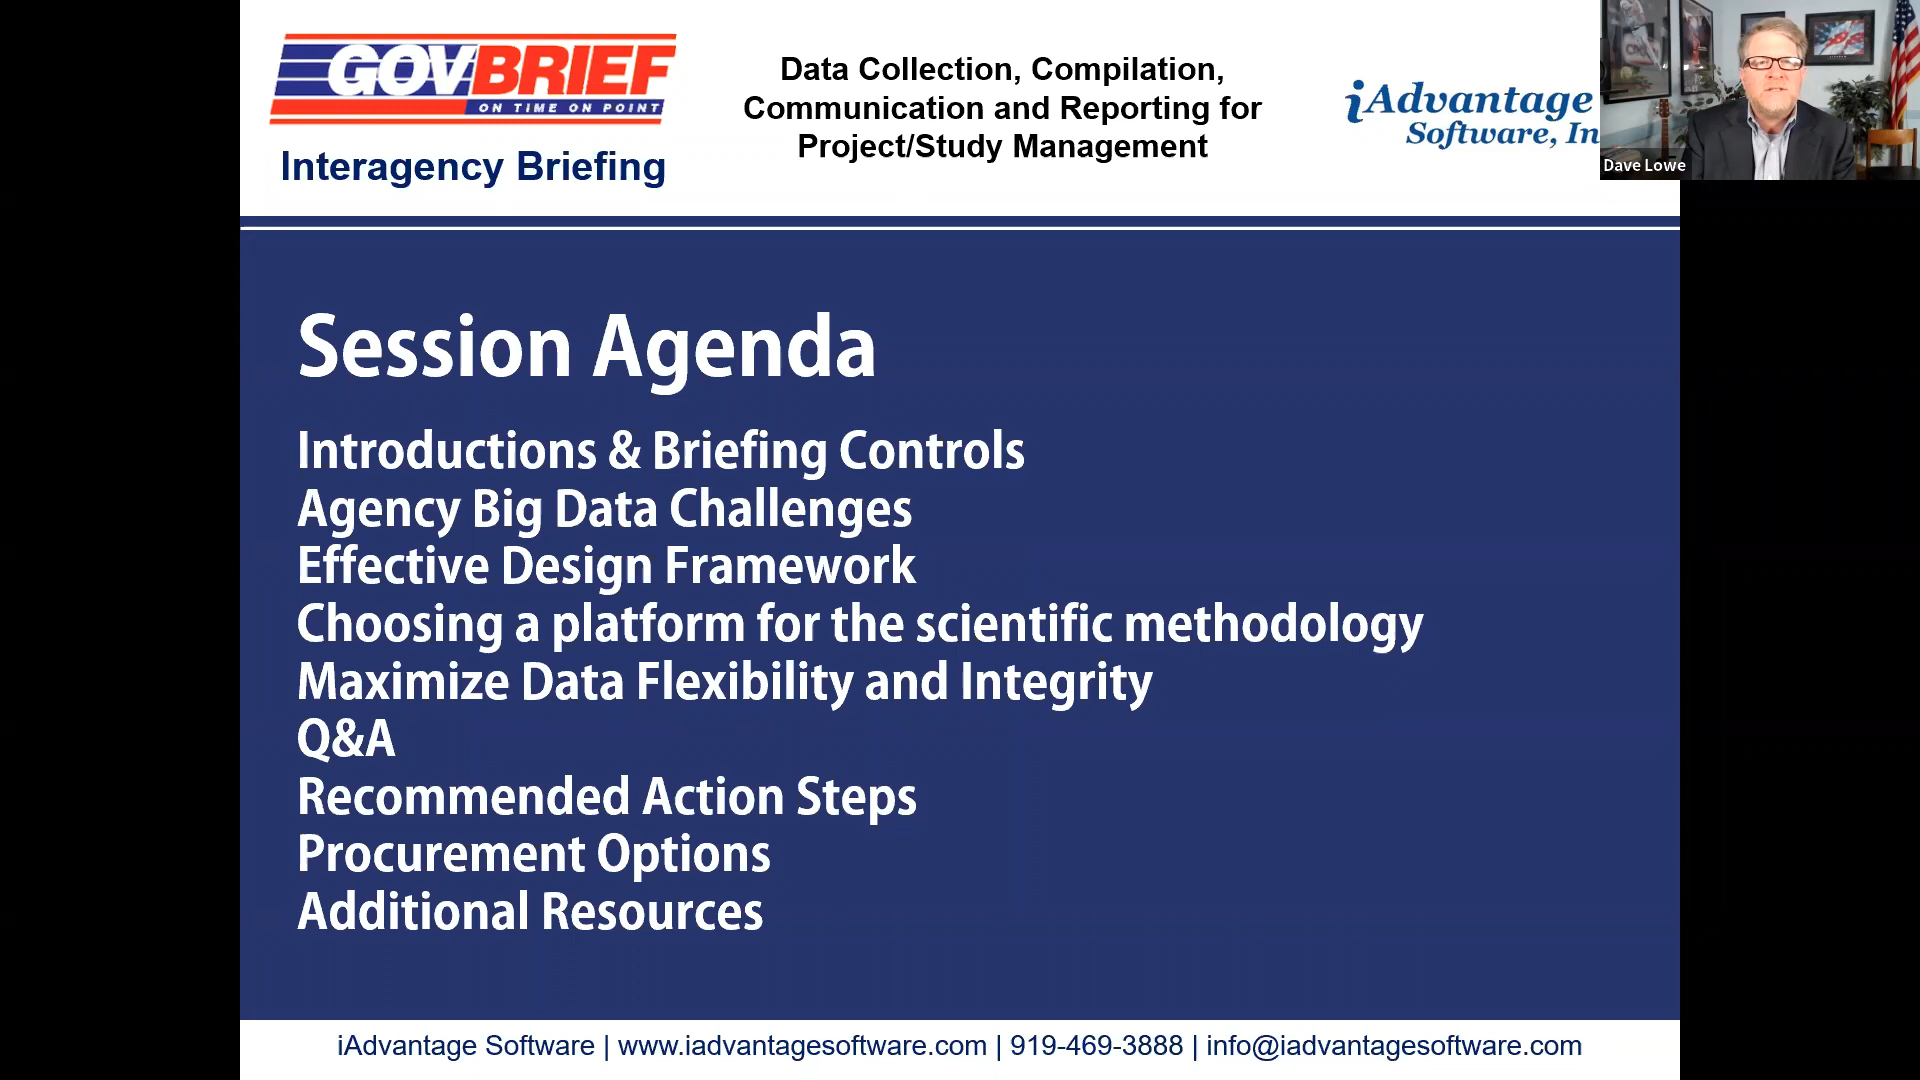 GOVBRIEF
ON TIME ON POINT
Interagency Briefing
Data Collection, Compilation,
Communication and Reporting for
Project/Study Management
iAdvantage
Software, In
Dave Lowe
Session Agenda
Introductions & Briefing Controls
Agency Big Data Challenges
Effective Design Framework
Choosing a platform for the scientific methodology
Maximize Data Flexibility and Integrity
Q&A
Recommended Action Steps
Procurement Options
Additional Resources
iAdvantage Software | www.iadvantagesoftware.com | 919-469-3888 | info@iadvantagesoftware.com